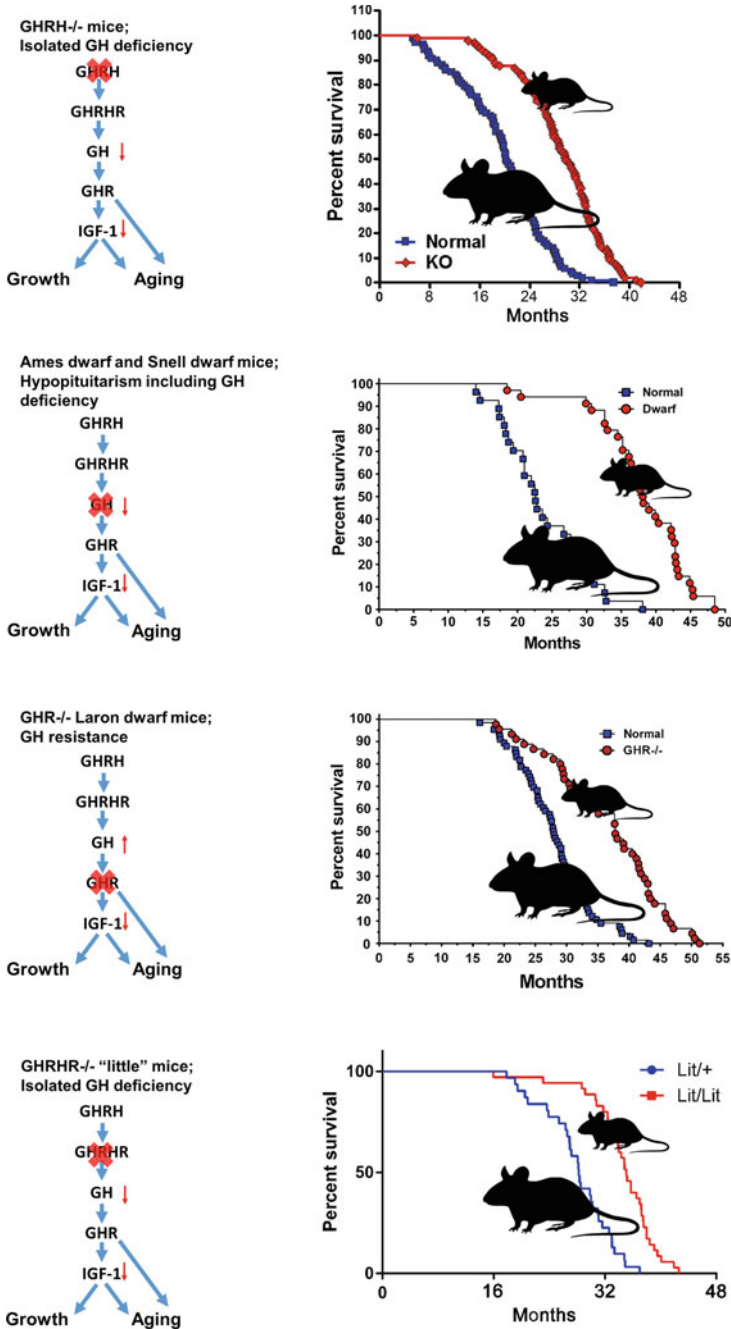 GHRH-/- mice;
Isolated GH deficiency
GHRH
GHRHR
GH
GHR
IGF-1
Growth
Aging
110
100
90
80
70
60
50
40
30
20
10
0
Percent survival
Normal
KO
0
8
16
24
32
40
48
Months
Ames dwarf and Snell dwarf mice;
Hypopituitarism including GH
deficiency
GHRH
GHRHR
GH
GHR
IGF-1
Growth
Aging
100
90
80
70
60
50
40
30
20
10
0
Percent survival
Normal
Dwarf
0
5
10
15
20
25
30
35
40
45
50
Months
GHR-/- Laron dwarf mice;
GH resistance
GHRH
GHRHR
GH
GHR
IGF-1
Growth
Aging
100
90
80
70
60
50
40
30
20
10
0
Percent survival
Normal
GHR-/-
0
5
10
15
20
25
30
35
40
45
50
55
Months
GHRHR-/- “little” mice;
Isolated GH deficiency
GHRH
GHRHR
GH
GHR
IGF-1
Growth
Aging
100
50
0
Percent survival
Lit/+
Lit/Lit
0
16
32
48
Months